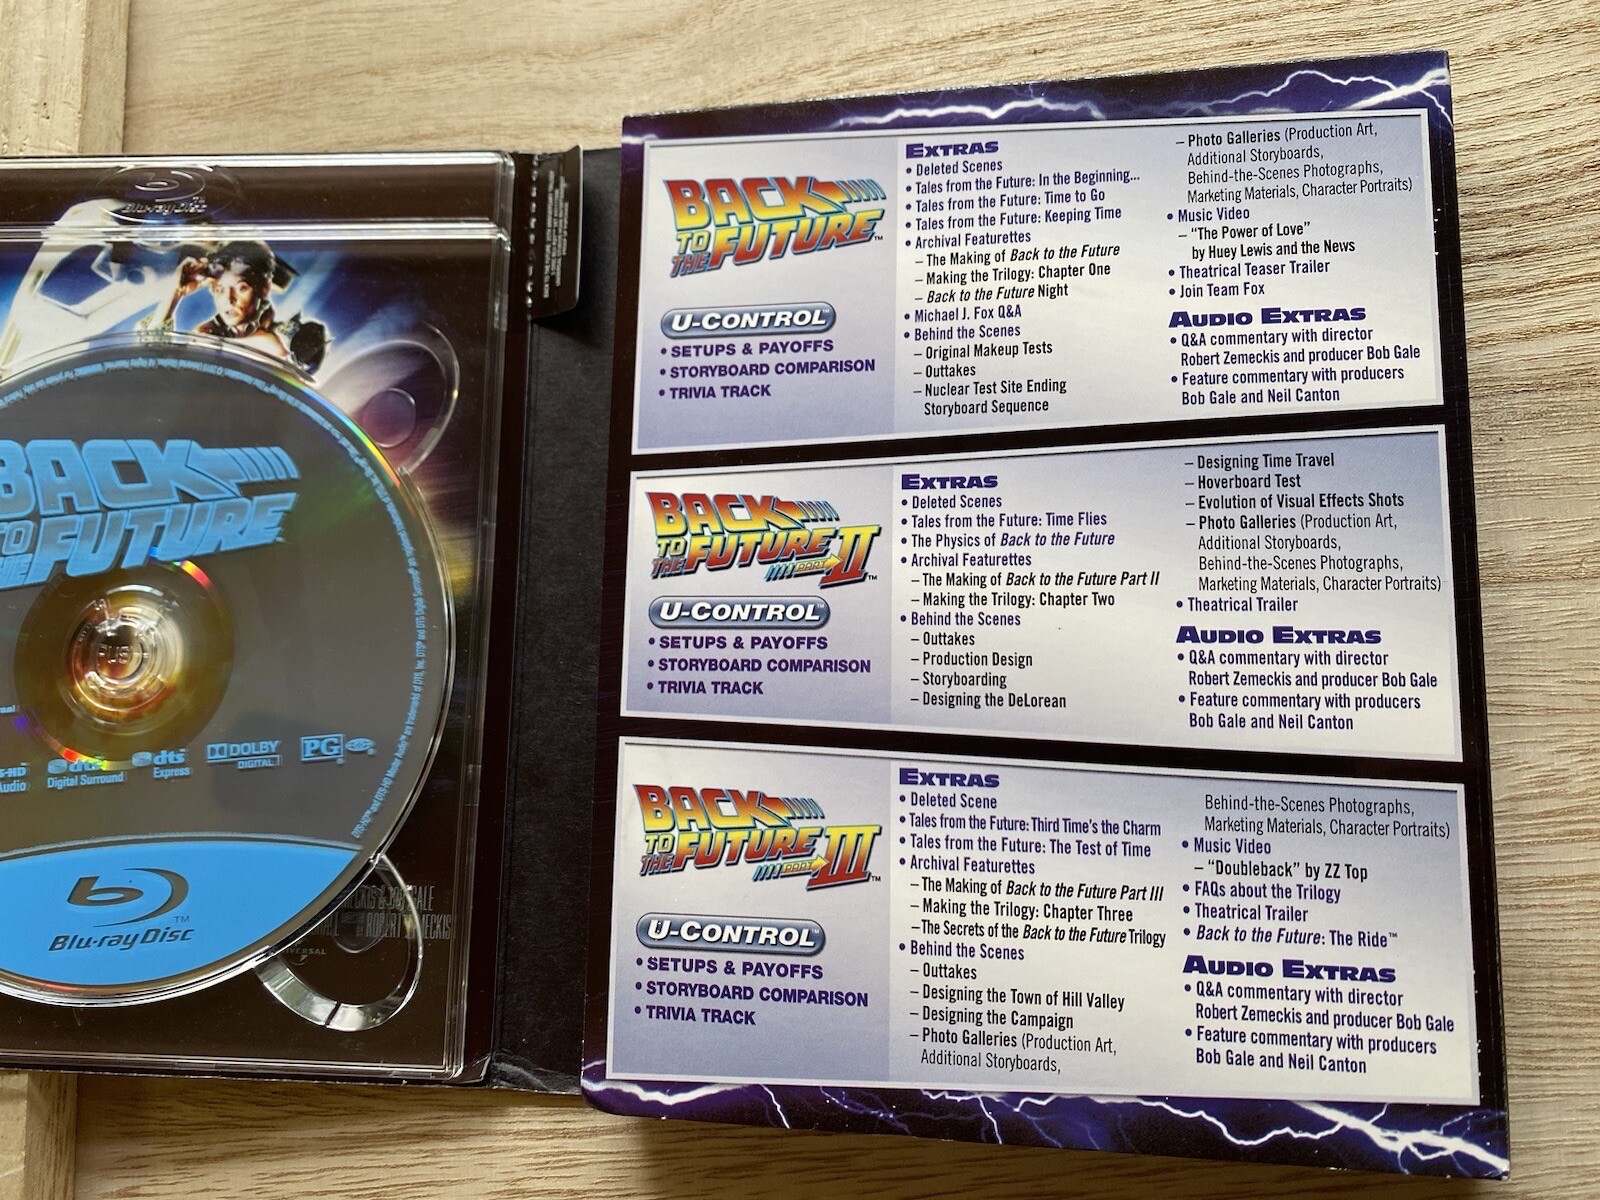 Blu-ray Disc
BACK
TO THE FUTURE
Digital Surround
dts
Express
DOLBY
DIGITAL
PG
Blu-ray Disc™
BACK
TO THE FUTURE™
U-CONTROL™
• SETUPS & PAYOFFS
• STORYBOARD COMPARISON
• TRIVIA TRACK
EXTRAS
• Deleted Scenes
• Tales from the Future: In the Beginning...
• Tales from the Future: Time to Go
• Tales from the Future: Keeping Time
• Archival Featurettes
– The Making of Back to the Future
– Making the Trilogy: Chapter One
– Back to the Future Night
• Michael J. Fox Q&A
• Behind the Scenes
– Original Makeup Tests
– Outtakes
– Nuclear Test Site Ending
Storyboard Sequence
– Photo Galleries (Production Art,
Additional Storyboards,
Behind-the-Scenes Photographs,
Marketing Materials, Character Portraits)
• Music Video
– “The Power of Love”
by Huey Lewis and the News
• Theatrical Teaser Trailer
• Join Team Fox
AUDIO EXTRAS
• Q&A commentary with director
Robert Zemeckis and producer Bob Gale
• Feature commentary with producers
Bob Gale and Neil Canton
BACK
TO THE FUTURE
PART II™
U-CONTROL™
• SETUPS & PAYOFFS
• STORYBOARD COMPARISON
• TRIVIA TRACK
EXTRAS
• Deleted Scenes
• Tales from the Future: Time Flies
• The Physics of Back to the Future
• Archival Featurettes
– The Making of Back to the Future Part II
– Making the Trilogy: Chapter Two
• Behind the Scenes
– Outtakes
– Production Design
– Storyboarding
– Designing the DeLorean
– Designing Time Travel
– Hoverboard Test
– Evolution of Visual Effects Shots
– Photo Galleries (Production Art,
Additional Storyboards,
Behind-the-Scenes Photographs,
Marketing Materials, Character Portraits)
• Theatrical Trailer
AUDIO EXTRAS
• Q&A commentary with director
Robert Zemeckis and producer Bob Gale
• Feature commentary with producers
Bob Gale and Neil Canton
BACK
TO THE FUTURE
PART III™
U-CONTROL™
• SETUPS & PAYOFFS
• STORYBOARD COMPARISON
• TRIVIA TRACK
EXTRAS
• Deleted Scene
• Tales from the Future: Third Time's the Charm
• Tales from the Future: The Test of Time
• Archival Featurettes
– The Making of Back to the Future Part III
– Making the Trilogy: Chapter Three
– The Secrets of the Back to the Future Trilogy
• Behind the Scenes
– Outtakes
– Designing the Town of Hill Valley
– Designing the Campaign
– Photo Galleries (Production Art,
Additional Storyboards,
Behind-the-Scenes Photographs,
Marketing Materials, Character Portraits)
• Music Video
– “Doubleback” by ZZ Top
• FAQs about the Trilogy
• Theatrical Trailer
• Back to the Future: The Ride™
AUDIO EXTRAS
• Q&A commentary with director
Robert Zemeckis and producer Bob Gale
• Feature commentary with producers
Bob Gale and Neil Canton